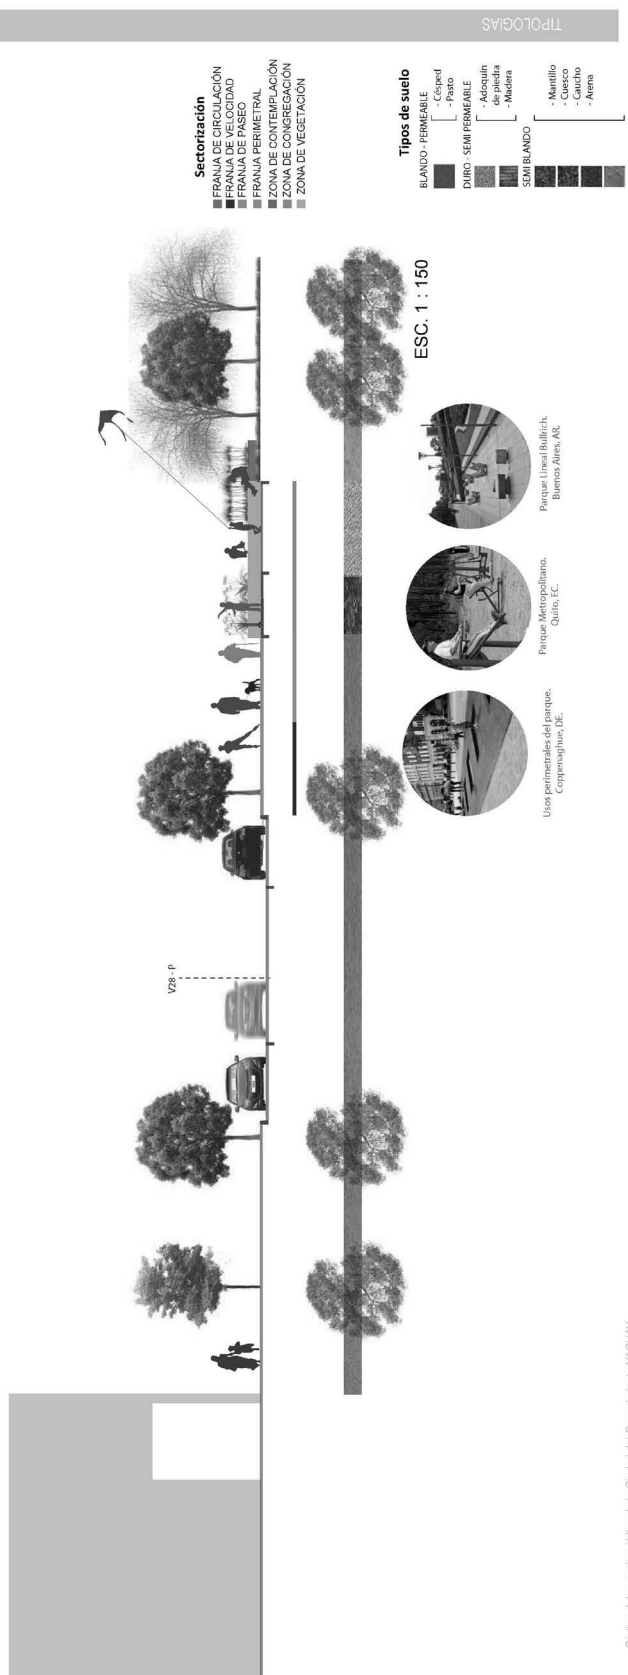 TIPOLOGIAS
Sectorización
FRANJA DE CIRCULACIÓN
FRANJA DE VELOCIDAD
FRANJA DE PASEO
FRANJA PERIMETRAL
ZONA DE CONTEMPLACIÓN
ZONA DE CONGREGACIÓN
ZONA DE VEGETACIÓN
Tipos de suelo
BLANDO - PERMEABLE
- Césped
- Pasto
DURO - SEMI PERMEABLE
- Adoquín
de piedra
- Madera
SEMI BLANDO
- Mantillo
- Cuesco
- Caucho
- Arena
V28 - P
ESC. 1 : 150
Usos perimetrales del parque.
Coppenaghue, DE.
Parque Metropolitano.
Quito, EC.
Parque Lineal Bullrich.
Buenos Aires, AR.